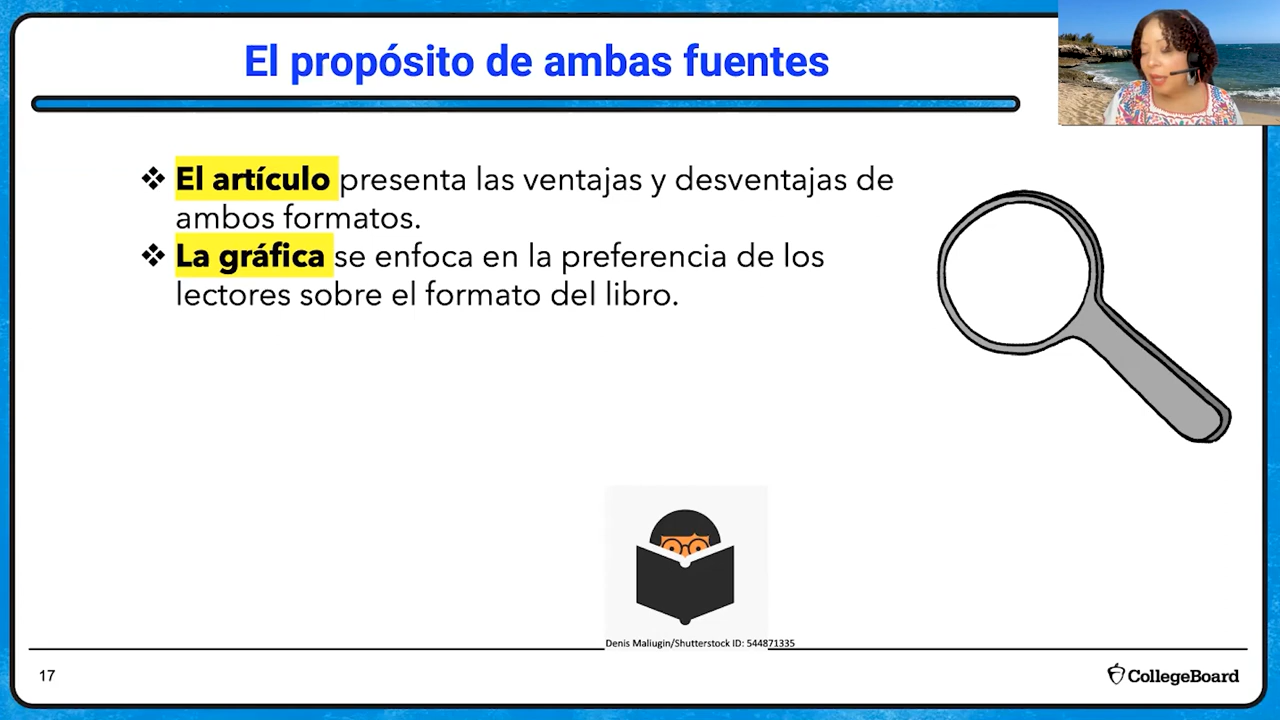 El propósito de ambas fuentes
❖ El artículo presenta las ventajas y desventajas de
ambos formatos.
❖ La gráfica se enfoca en la preferencia de los
lectores sobre el formato del libro.
Denis Maliugin/Shutterstock ID: 544871335
17
CollegeBoard